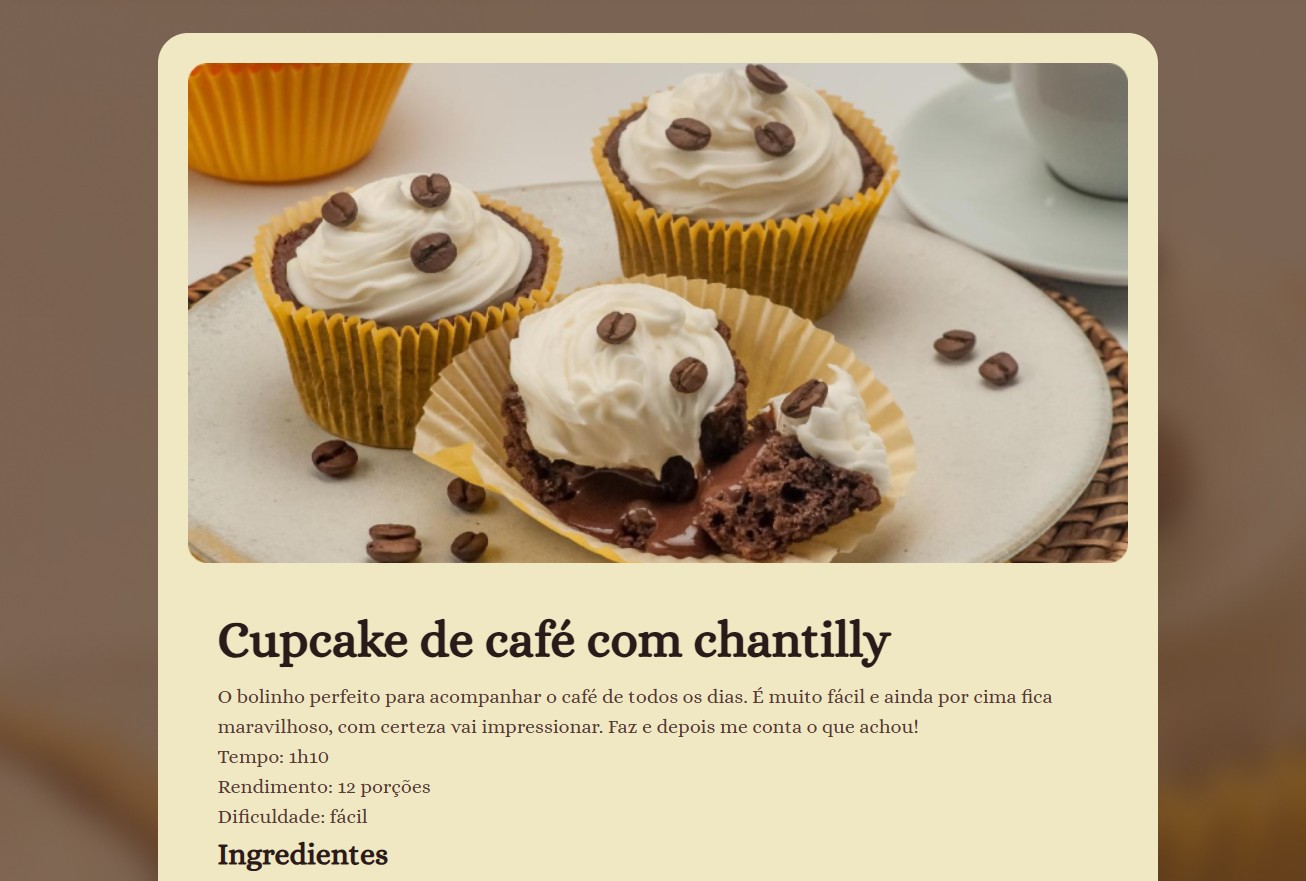 Cupcake de café com chantilly
O bolinho perfeito para acompanhar o café de todos os dias. É muito fácil e ainda por cima fica
maravilhoso, com certeza vai impressionar. Faz e depois me conta o que achou!
Tempo: 1h10
Rendimento: 12 porções
Dificuldade: fácil
Ingredientes